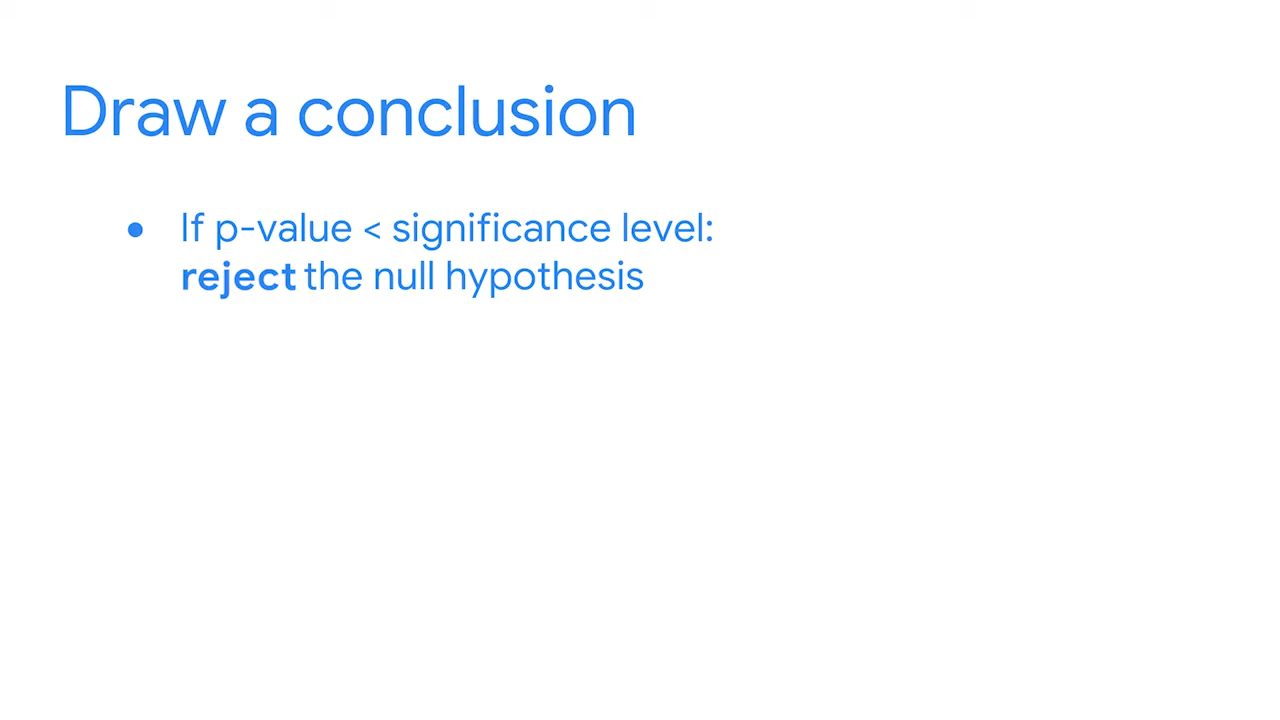 Draw a conclusion
● If p-value < significance level:
reject the null hypothesis